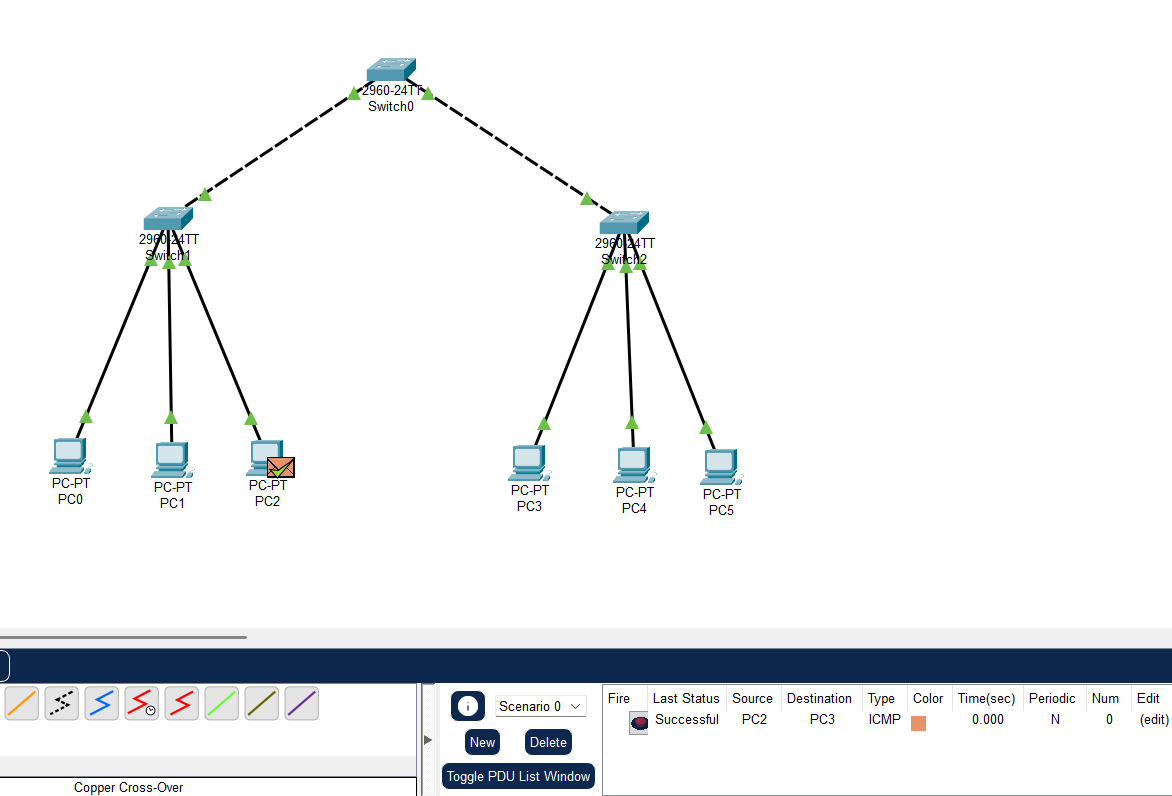 2960-24TT
Switch0
2960-24TT
Switch1
2960-24TT
Switch2
PC-PT
PC0
PC-PT
PC1
PC-PT
PC2
PC-PT
PC3
PC-PT
PC4
PC-PT
PC5
Scenario 0
New
Delete
Toggle PDU List Window
Fire Last Status Source Destination Type Color Time(sec) Periodic Num Edit
Successful PC2 PC3 ICMP 0.000 N 0 (edit)
Copper Cross-Over